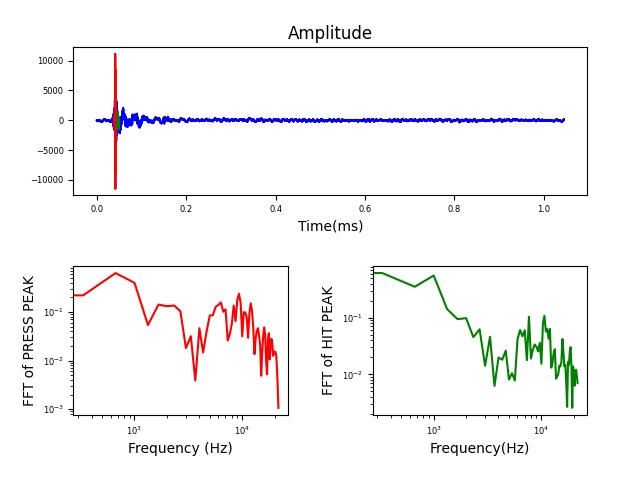 Amplitude
10000
5000
0
−5000
−10000
0.0 0.2 0.4 0.6 0.8 1.0
Time(ms)
FFT of PRESS PEAK
10⁻¹
10⁻²
10⁻³
10³ 10⁴
Frequency (Hz)
FFT of HIT PEAK
10⁻¹
10⁻²
10³ 10⁴
Frequency(Hz)